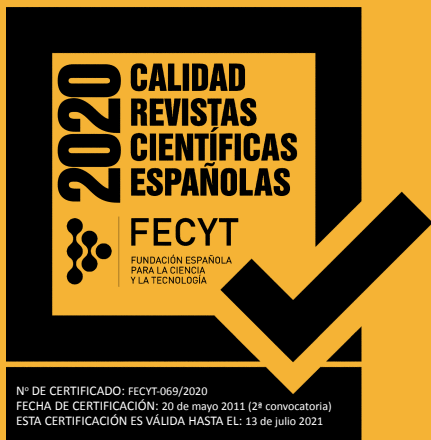 2020
CALIDAD
REVISTAS
CIENTÍFICAS
ESPAÑOLAS
FECYT
FUNDACIÓN ESPAÑOLA
PARA LA CIENCIA
Y LA TECNOLOGÍA
Nº DE CERTIFICADO: FECYT-069/2020
FECHA DE CERTIFICACIÓN: 20 de mayo 2011 (2ª convocatoria)
ESTA CERTIFICACIÓN ES VÁLIDA HASTA EL: 13 de julio 2021